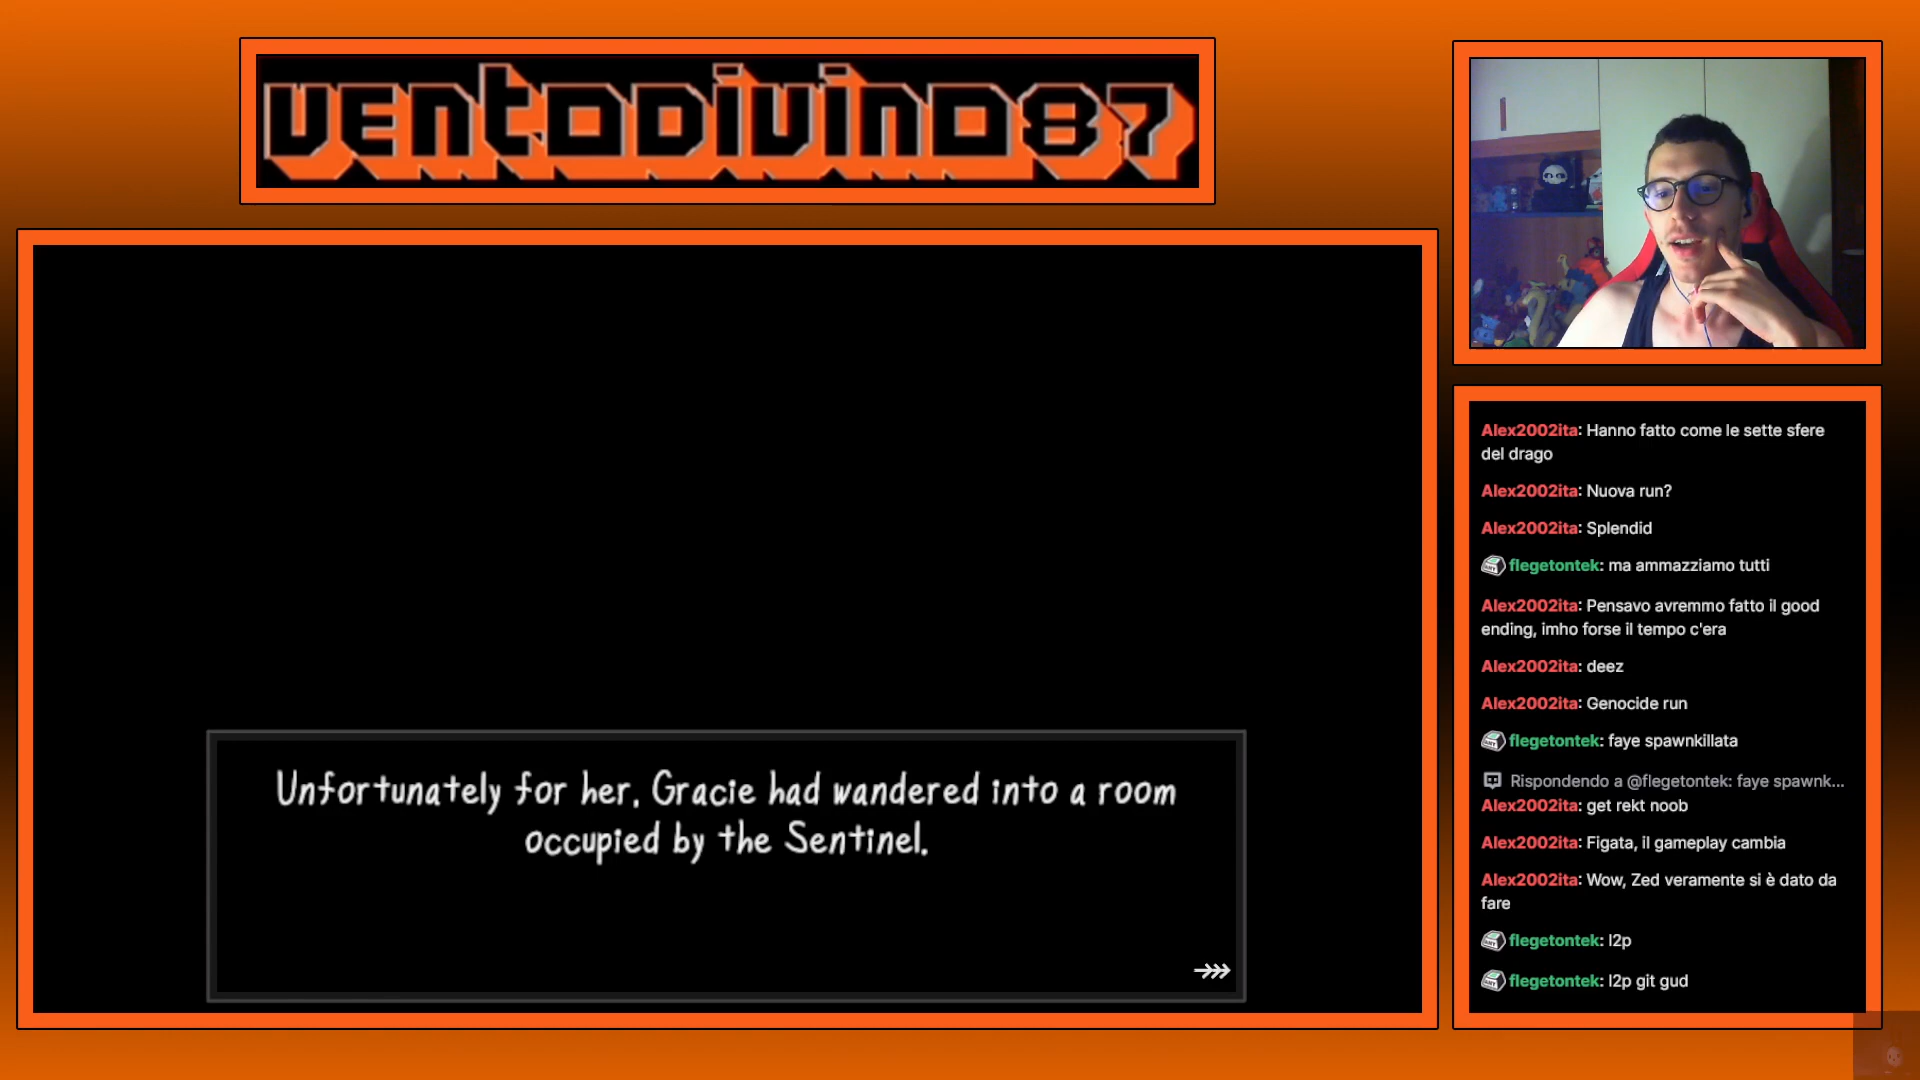 ventodivino87
Alex2002ita: Hanno fatto come le sette sfere
del drago
Alex2002ita: Nuova run?
Alex2002ita: Splendid
flegetontek: ma ammazziamo tutti
Alex2002ita: Pensavo avremmo fatto il good
ending, imho forse il tempo c'era
Alex2002ita: deez
Alex2002ita: Genocide run
flegetontek: faye spawnkillata
Rispondendo a @flegetontek: faye spawnk...
Alex2002ita: get rekt noob
Alex2002ita: Figata, il gameplay cambia
Alex2002ita: Wow, Zed veramente si è dato da
fare
flegetontek: l2p
flegetontek: l2p git gud
Unfortunately for her, Gracie had wandered into a room
occupied by the Sentinel.